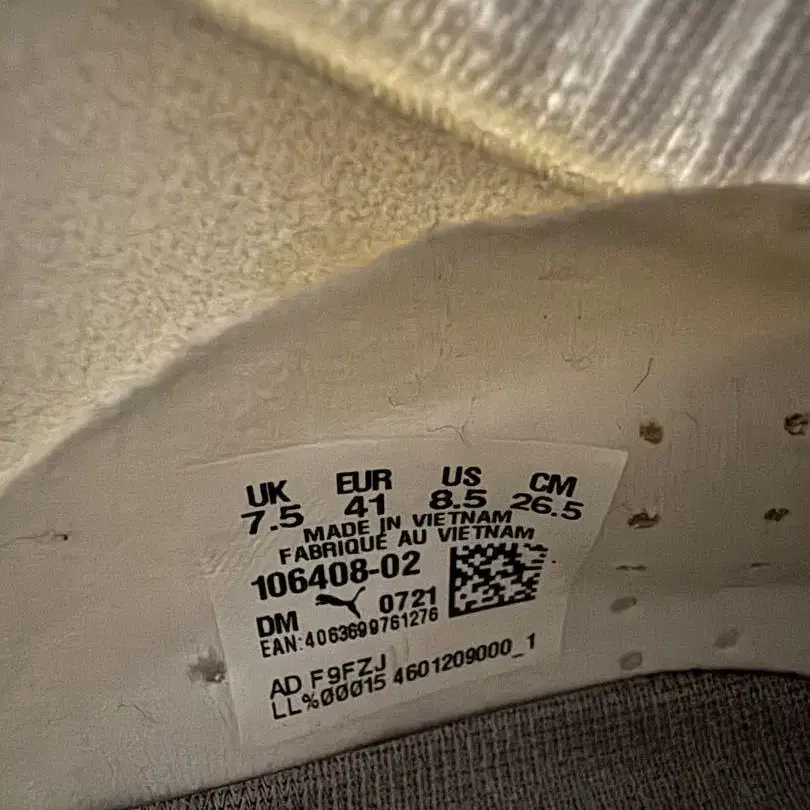 UK EUR US CM
7.5 41 8.5 26.5
MADE IN VIETNAM
FABRIQUÉ AU VIETNAM
106408-02
DM 0721
EAN:4063699761276
AD F9FZJ
LL%00015 4601209000_1